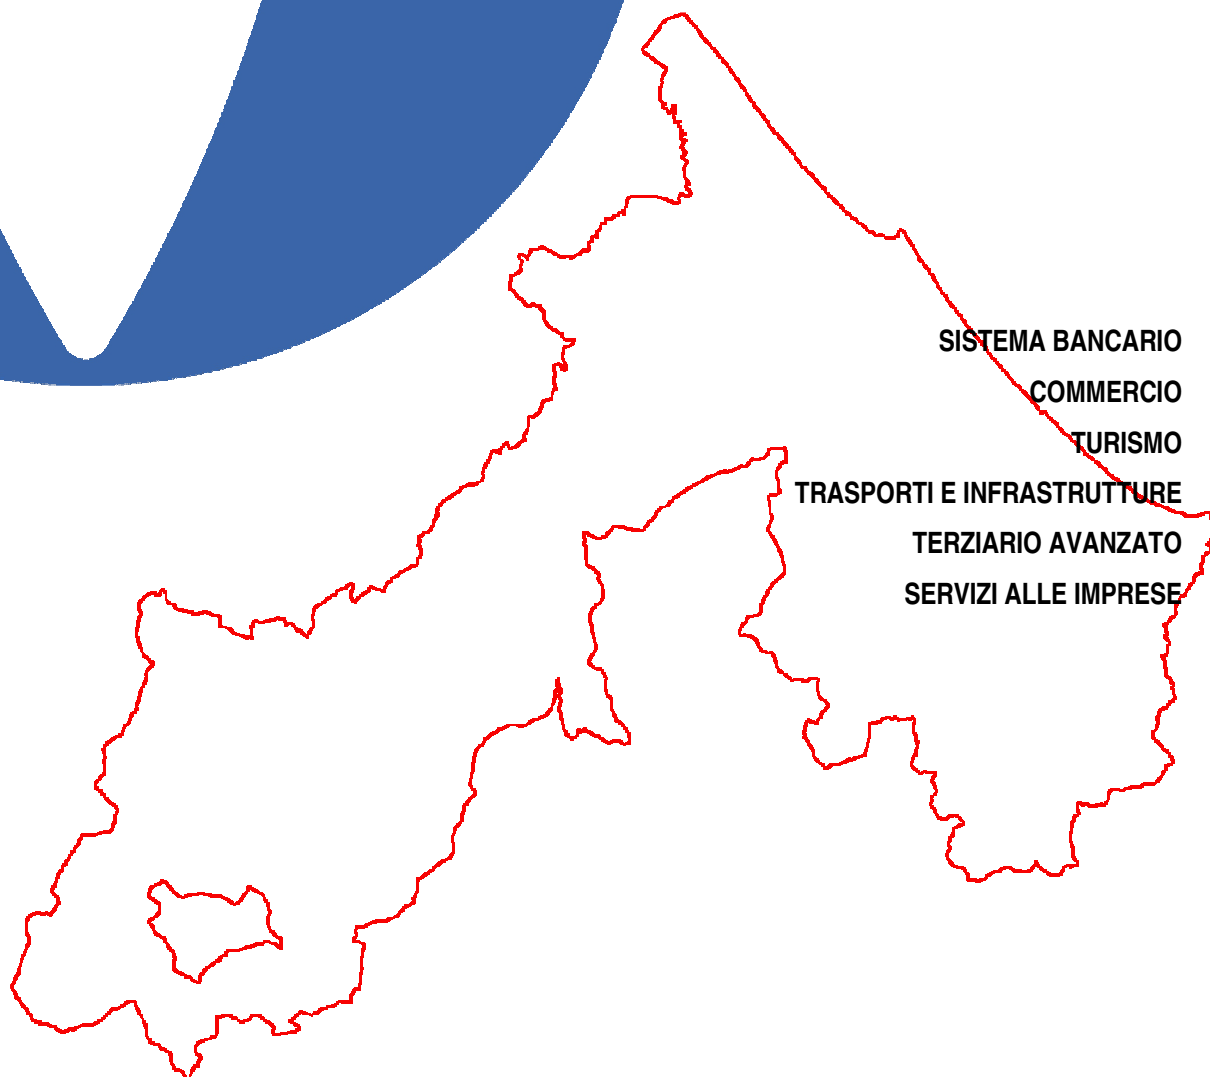 SISTEMA BANCARIO
COMMERCIO
TURISMO
TRASPORTI E INFRASTRUTTURE
TERZIARIO AVANZATO
SERVIZI ALLE IMPRESE